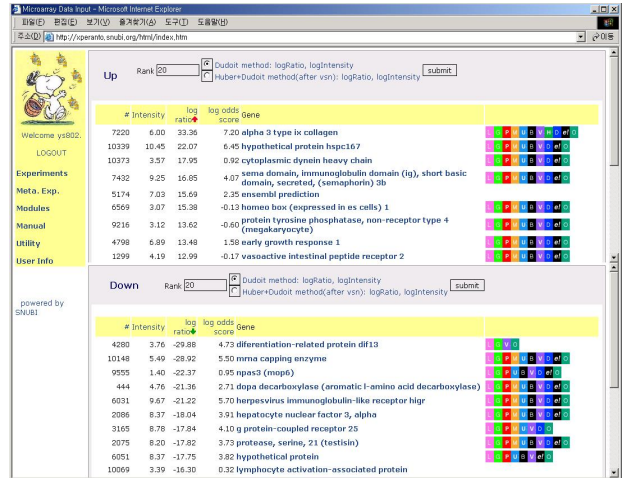 Microarray Data Input - Microsoft Internet Explorer
파일(F) 편집(E) 보기(V) 즐겨찾기(A) 도구(T) 도움말(H)
주소(D) http://xperanto.snubi.org/html/index.htm 이동
Welcome ys802.
LOGOUT
Experiments
Meta. Exp.
Modules
Manual
Utility
User Info
powered by
SNUBI
Up Rank 20 Dudoit method: logRatio, logIntensity
Huber+Dudoit method(after vsn): logRatio, logIntensity submit
# Intensity log ratio log odds score Gene
7220 6.00 33.36 7.20 alpha 3 type ix collagen L G P M U B V H D ef O
10339 10.45 22.07 6.45 hypothetical protein hspc167 L G P M U B V D ef O
10373 3.57 17.95 0.92 cytoplasmic dynein heavy chain L G P M U B V D ef O
7432 9.25 16.85 4.07 sema domain, immunoglobulin domain (ig), short basic
domain, secreted, (semaphorin) 3b L G P M U B V D ef O
5174 7.03 15.69 2.35 ensembl prediction
6569 3.07 15.38 -0.13 homeo box (expressed in es cells) 1 L G P M U B V D ef O
9216 3.12 13.62 -0.60 protein tyrosine phosphatase, non-receptor type 4
(megakaryocyte) L G P M U B V D ef O
4798 6.89 13.48 1.58 early growth response 1 L G P M U B V D ef O
1299 4.19 12.99 -0.17 vasoactive intestinal peptide receptor 2 L G P M U B V D ef O
Down Rank 20 Dudoit method: logRatio, logIntensity
Huber+Dudoit method(after vsn): logRatio, logIntensity submit
# Intensity log ratio log odds score Gene
4280 3.76 -29.88 4.73 diferentiation-related protein dif13 L G V O
10148 5.49 -28.92 5.50 mrna capping enzyme L G P M U B V D ef O
9555 1.40 -22.37 0.95 npas3 (mop6) L G P M U B V D ef O
444 4.76 -21.36 2.71 dopa decarboxylase (aromatic l-amino acid decarboxylase) L G P M U B V D ef O
6031 9.67 -21.22 5.70 herpesvirus immunoglobulin-like receptor higr L G P M U B V D ef O
2086 8.37 -18.04 3.91 hepatocyte nuclear factor 3, alpha L G P M U B V D ef O
3165 8.78 -17.84 4.10 g protein-coupled receptor 25 L G P M U V D O
2075 8.20 -17.82 3.73 protease, serine, 21 (testisin) L G P M U B V D ef O
6051 8.37 -17.75 3.82 hypothetical protein L G P M U B V ef O
10069 3.39 -16.30 0.32 lymphocyte activation-associated protein